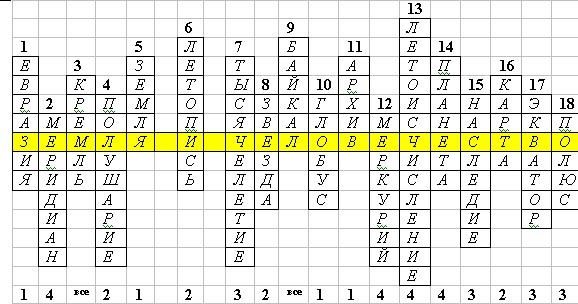 13
6 9 Л
1 5 Л 7 Б 11 Е 14
Е 3 З Е Т А А Т П 16
В К 4 Е Т Ы 8 Й 10 Р О Л 15 К 17
Р 2 Р П М О С З К Г Х 12 И А Н А Э 18
А М Е О Л П Я В А Л И М С Н А Р К П
З Е М Л Я И Ч Е Л О В Е Ч Е С Т В О
И Р Л У С Е З Б Р И Т Л А А Л
Я И Ь Ш Ь Л Д У К С А Е Т Ю
Д А Е А С У Л Д О С
И Р Т Р Е И Р
А И И И Н Е
Н Е Е Й И
Е
1 4 все 2 1 2 3 2 все 1 1 4 4 4 2 2 3 3